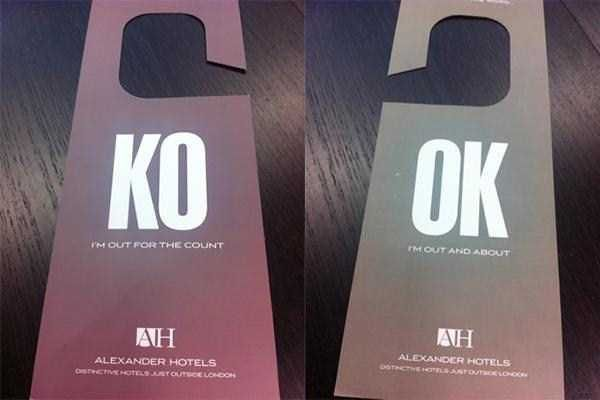 KO
I'M OUT FOR THE COUNT
AH
ALEXANDER HOTELS
DISTINCTIVE HOTELS JUST OUTSIDE LONDON
OK
I'M OUT AND ABOUT
AH
ALEXANDER HOTELS
DISTINCTIVE HOTELS JUST OUTSIDE LONDON